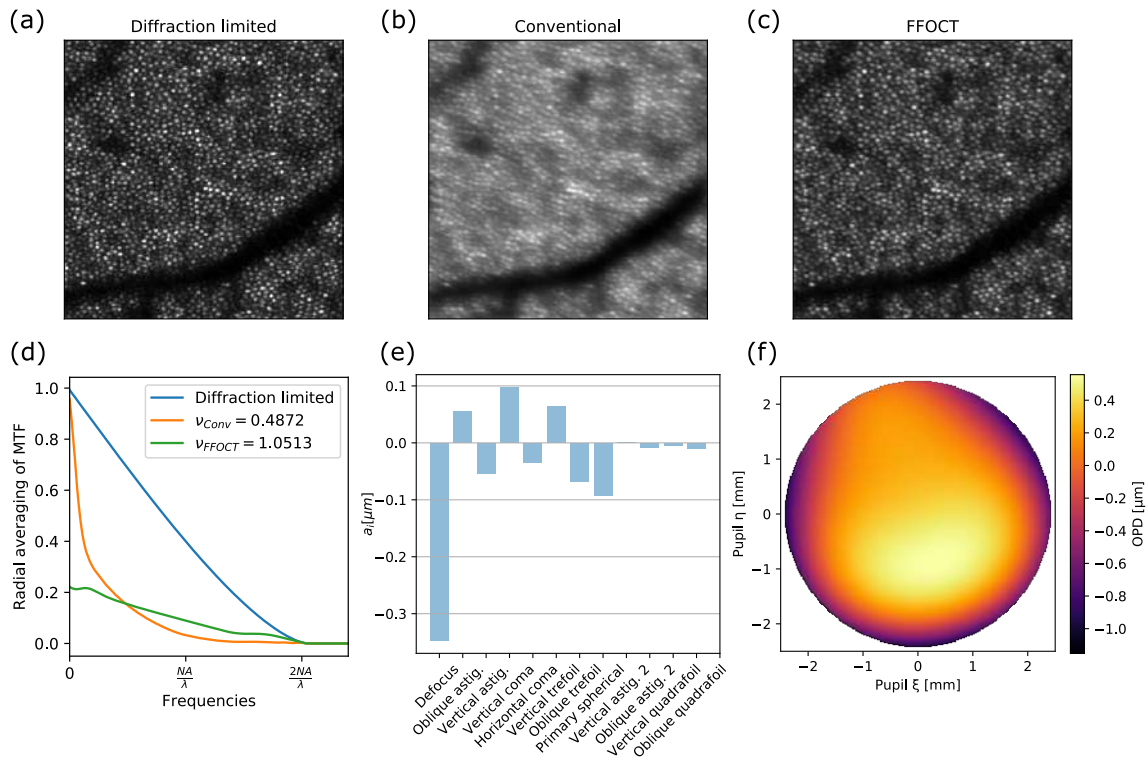 (a)
Diffraction limited
(b)
Conventional
(c)
FFOCT
(d)
1.0
0.8
0.6
0.4
0.2
0.0
Radial averaging of MTF
Diffraction limited
ν_Conv = 0.4872
ν_FFOCT = 1.0513
0
NA/λ
2NA/λ
Frequencies
(e)
0.1
0.0
−0.1
−0.2
−0.3
a_i[μm]
Defocus
Oblique astig.
Vertical astig.
Vertical coma
Horizontal coma
Vertical trefoil
Oblique trefoil
Primary spherical
Vertical astig. 2
Oblique astig. 2
Vertical quadrafoil
Oblique quadrafoil
(f)
2
1
0
−1
−2
Pupil η [mm]
−2
−1
0
1
2
Pupil ξ [mm]
0.4
0.2
0.0
−0.2
−0.4
−0.6
−0.8
−1.0
OPD [μm]